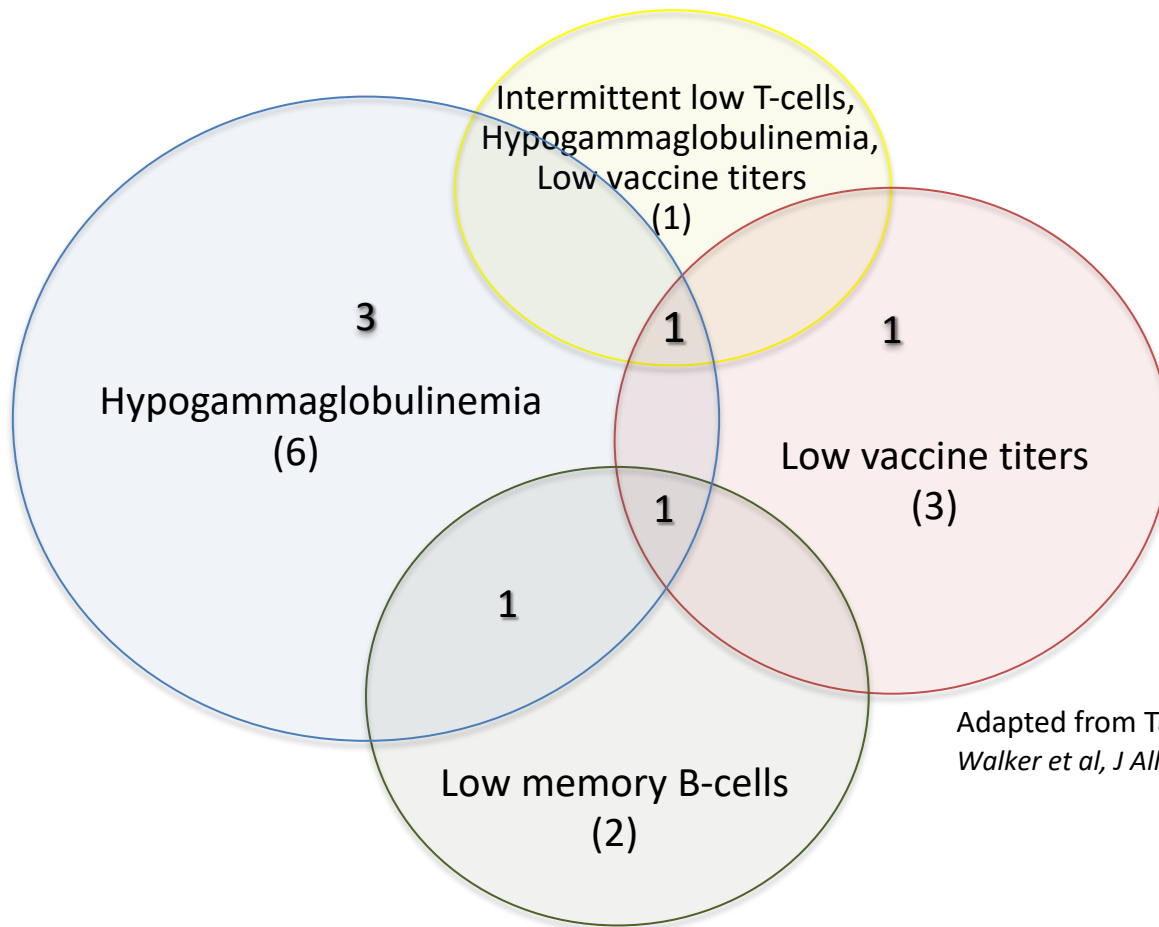 Intermittent low T-cells,
Hypogammaglobulinemia,
Low vaccine titers
(1)
3
1
1
Hypogammaglobulinemia
(6)
Low vaccine titers
(3)
1
1
Adapted from
Walker et al, J
Low memory B-cells
(2)